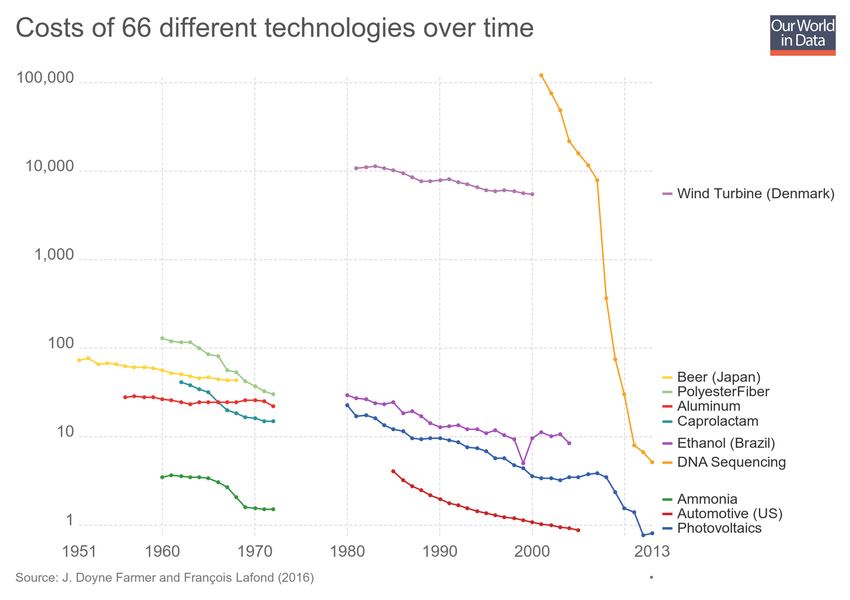 Costs of 66 different technologies over time
Our World
in Data
100,000
10,000
1,000
100
10
1
Wind Turbine (Denmark)
Beer (Japan)
PolyesterFiber
Aluminum
Caprolactam
Ethanol (Brazil)
DNA Sequencing
Ammonia
Automotive (US)
Photovoltaics
1951 1960 1970 1980 1990 2000 2013
Source: J. Doyne Farmer and François Lafond (2016)